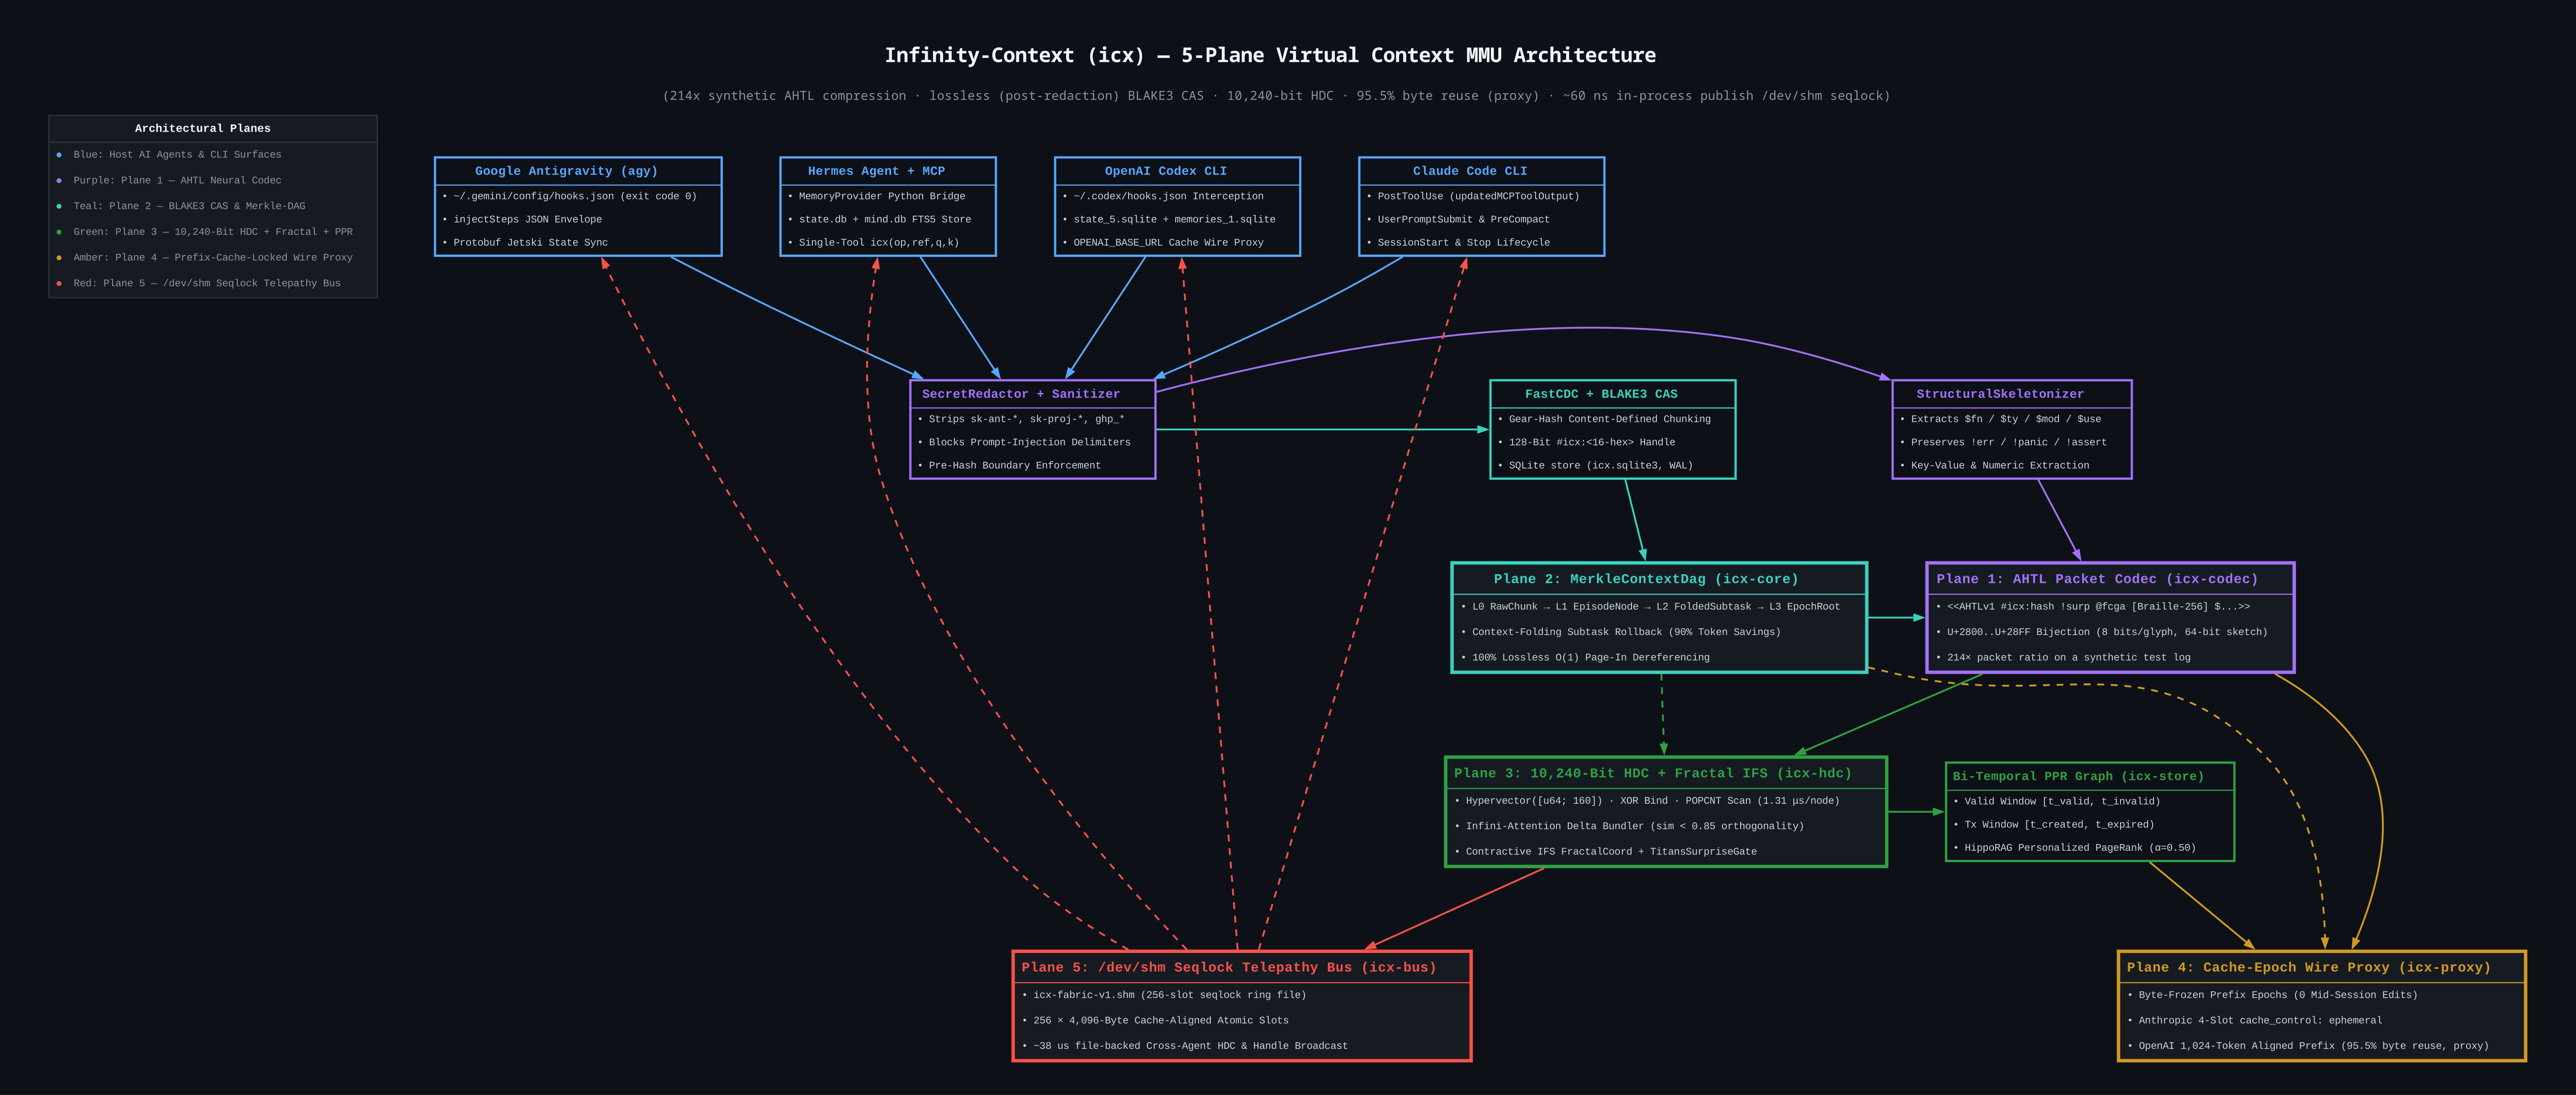 Infinity-Context (icx) — 5-Plane Virtual Context MMU Architecture
(214x synthetic AHTL compression · lossless (post-redaction) BLAKE3 CAS · 10,240-bit HDC · 95.5% byte reuse (proxy) · ~60 ns in-process publish /dev/shm seqlock)
Architectural Planes
Blue: Host AI Agents & CLI Surfaces
Purple: Plane 1 — AHTL Neural Codec
Teal: Plane 2 — BLAKE3 CAS & Merkle-DAG
Green: Plane 3 — 10,240-Bit HDC + Fractal + PPR
Amber: Plane 4 — Prefix-Cache-Locked Wire Proxy
Red: Plane 5 — /dev/shm Seqlock Telepathy Bus
Google Antigravity (agy)
• ~/.gemini/config/hooks.json (exit code 0)
• injectSteps JSON Envelope
• Protobuf Jetski State Sync
Hermes Agent + MCP
• MemoryProvider Python Bridge
• state.db + mind.db FTS5 Store
• Single-Tool icx(op,ref,q,k)
OpenAI Codex CLI
• ~/.codex/hooks.json Interception
• state_5.sqlite + memories_1.sqlite
• OPENAI_BASE_URL Cache Wire Proxy
Claude Code CLI
• PostToolUse (updatedMCPToolOutput)
• UserPromptSubmit & PreCompact
• SessionStart & Stop Lifecycle
SecretRedactor + Sanitizer
• Strips sk-ant-*, sk-proj-*, ghp_*
• Blocks Prompt-Injection Delimiters
• Pre-Hash Boundary Enforcement
FastCDC + BLAKE3 CAS
• Gear-Hash Content-Defined Chunking
• 128-Bit #icx:<16-hex> Handle
• SQLite store (icx.sqlite3, WAL)
StructuralSkeletonizer
• Extracts $fn / $ty / $mod / $use
• Preserves !err / !panic / !assert
• Key-Value & Numeric Extraction
Plane 2: MerkleContextDag (icx-core)
• L0 RawChunk → L1 EpisodeNode → L2 FoldedSubtask → L3 EpochRoot
• Context-Folding Subtask Rollback (90% Token Savings)
• 100% Lossless O(1) Page-In Dereferencing
Plane 1: AHTL Packet Codec (icx-codec)
• <<AHTLv1 #icx:hash !surp @fcga [Braille-256] $...>>
• U+2800..U+28FF Bijection (8 bits/glyph, 64-bit sketch)
• 214× packet ratio on a synthetic test log
Plane 3: 10,240-Bit HDC + Fractal IFS (icx-hdc)
• Hypervector([u64; 160]) · XOR Bind · POPCNT Scan (1.31 µs/node)
• Infini-Attention Delta Bundler (sim < 0.85 orthogonality)
• Contractive IFS FractalCoord + TitansSurpriseGate
Bi-Temporal PPR Graph (icx-store)
• Valid Window [t_valid, t_invalid)
• Tx Window [t_created, t_expired)
• HippoRAG Personalized PageRank (α=0.50)
Plane 5: /dev/shm Seqlock Telepathy Bus (icx-bus)
• icx-fabric-v1.shm (256-slot seqlock ring file)
• 256 × 4,096-Byte Cache-Aligned Atomic Slots
• ~38 us file-backed Cross-Agent HDC & Handle Broadcast
Plane 4: Cache-Epoch Wire Proxy (icx-proxy)
• Byte-Frozen Prefix Epochs (0 Mid-Session Edits)
• Anthropic 4-Slot cache_control: ephemeral
• OpenAI 1,024-Token Aligned Prefix (95.5% byte reuse, proxy)